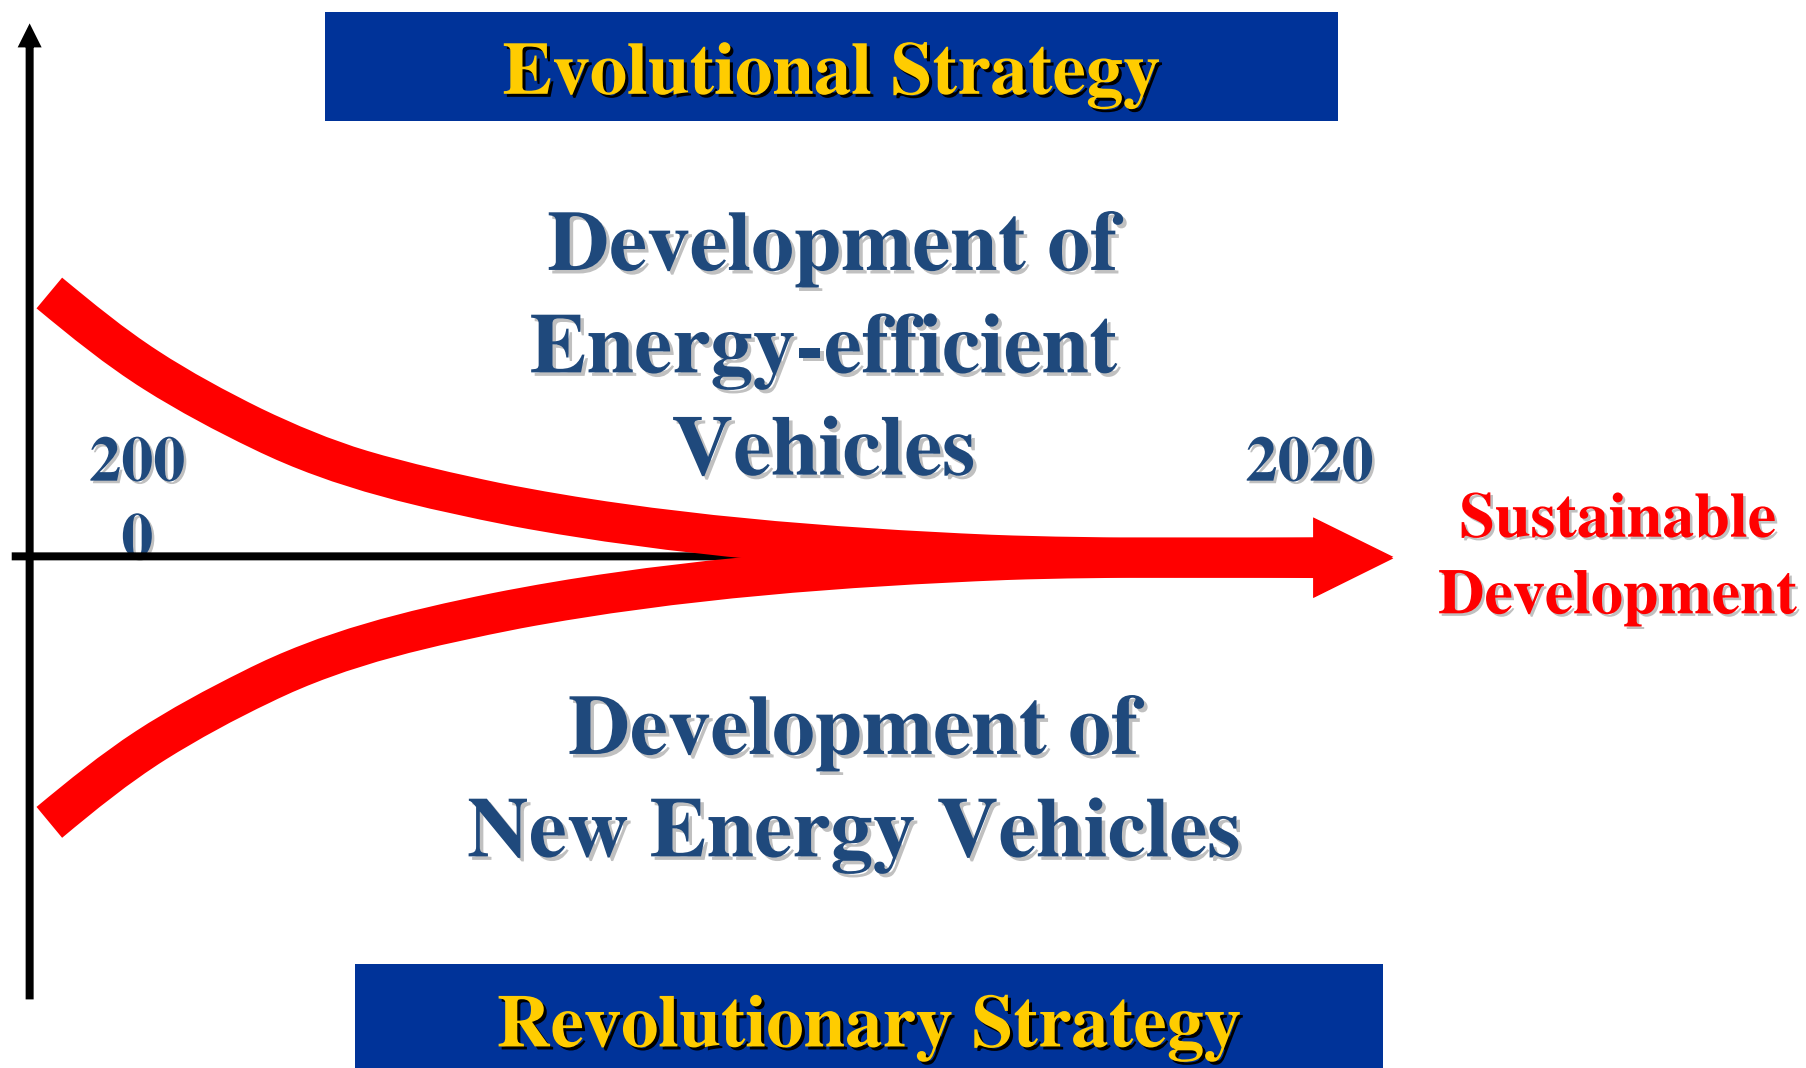 Evolutional Strategy
Development of
Energy-efficient
Vehicles
200
0
2020
Sustainable
Development
Development of
New Energy Vehicles
Revolutionary Strategy